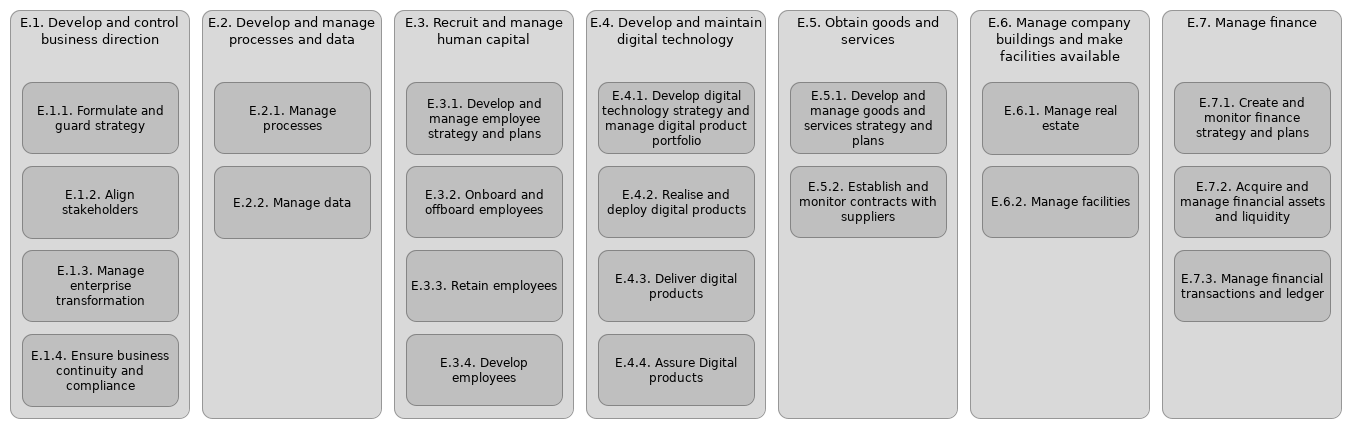 E.1. Develop and control
business direction
E.1.1. Formulate and
guard strategy
E.1.2. Align
stakeholders
E.1.3. Manage
enterprise
transformation
E.1.4. Ensure business
continuity and
compliance
E.2. Develop and manage
processes and data
E.2.1. Manage
processes
E.2.2. Manage data
E.3. Recruit and manage
human capital
E.3.1. Develop and
manage employee
strategy and plans
E.3.2. Onboard and
offboard employees
E.3.3. Retain employees
E.3.4. Develop
employees
E.4. Develop and maintain
digital technology
E.4.1. Develop digital
technology strategy and
manage digital product
portfolio
E.4.2. Realise and
deploy digital products
E.4.3. Deliver digital
products
E.4.4. Assure Digital
products
E.5. Obtain goods and
services
E.5.1. Develop and
manage goods and
services strategy and
plans
E.5.2. Establish and
monitor contracts with
suppliers
E.6. Manage company
buildings and make
facilities available
E.6.1. Manage real
estate
E.6.2. Manage facilities
E.7. Manage finance
E.7.1. Create and
monitor finance
strategy and plans
E.7.2. Acquire and
manage financial assets
and liquidity
E.7.3. Manage financial
transactions and ledger